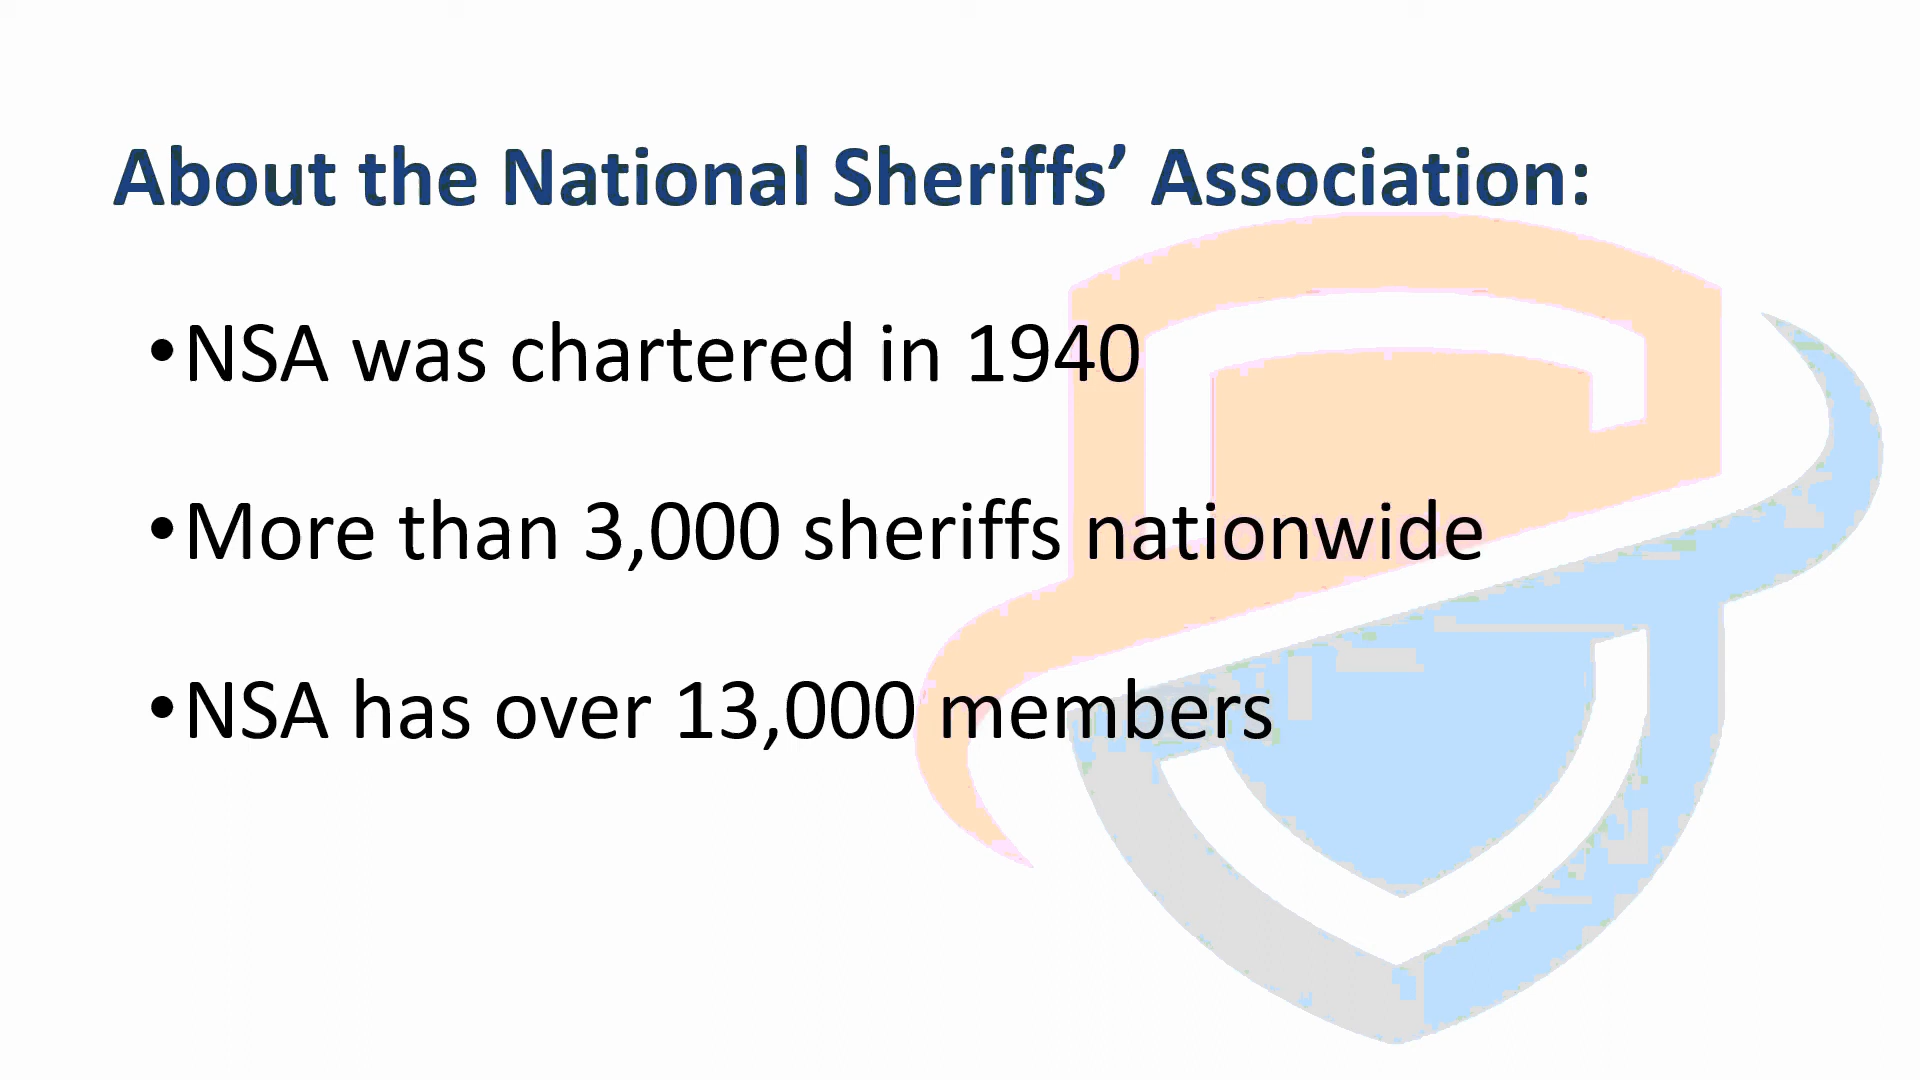 About the National Sheriffs’ Association:
•NSA was chartered in 1940
•More than 3,000 sheriffs nationwide
•NSA has over 13,000 members